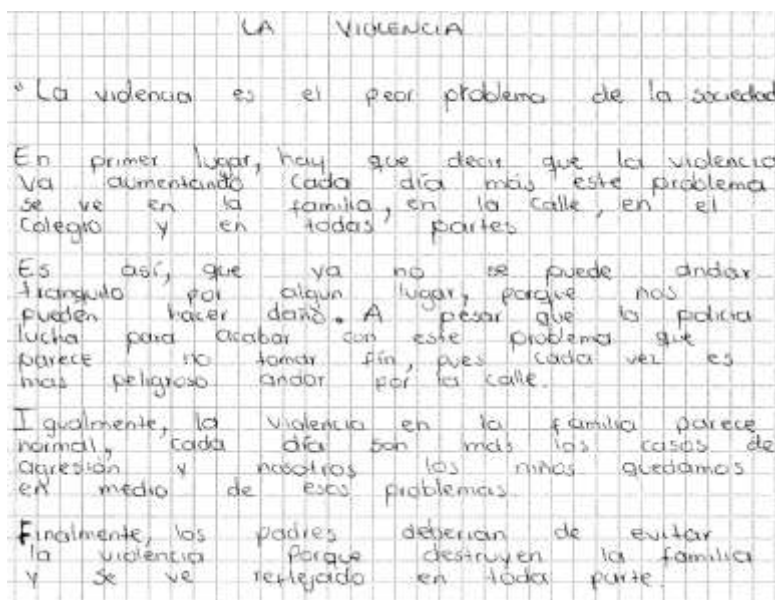 LA VIOLENCIA
"La violencia es el peor problema de la sociedad
En primer lugar, hay que decir que la violencia
va aumentando cada día más este problema
se ve en la familia, en la calle, en el
Colegio y en todas partes
Es así, que ya no se puede andar
tranquilo por algun lugar, porque nos
pueden hacer daño. A pesar que la policia
lucha para acabar con este problema que
parece no tomar fín, pues cada vez es
mas peligroso andar por la calle.
Igualmente, la violencia en la familia parece
normal, cada día son más los casos de
agresión y nosotros los niños quedamos
en medio de esos problemas.
Finalmente, los padres deberian de evitar
la violencia porque destruyen la familia
y se ve reflejado en toda parte.